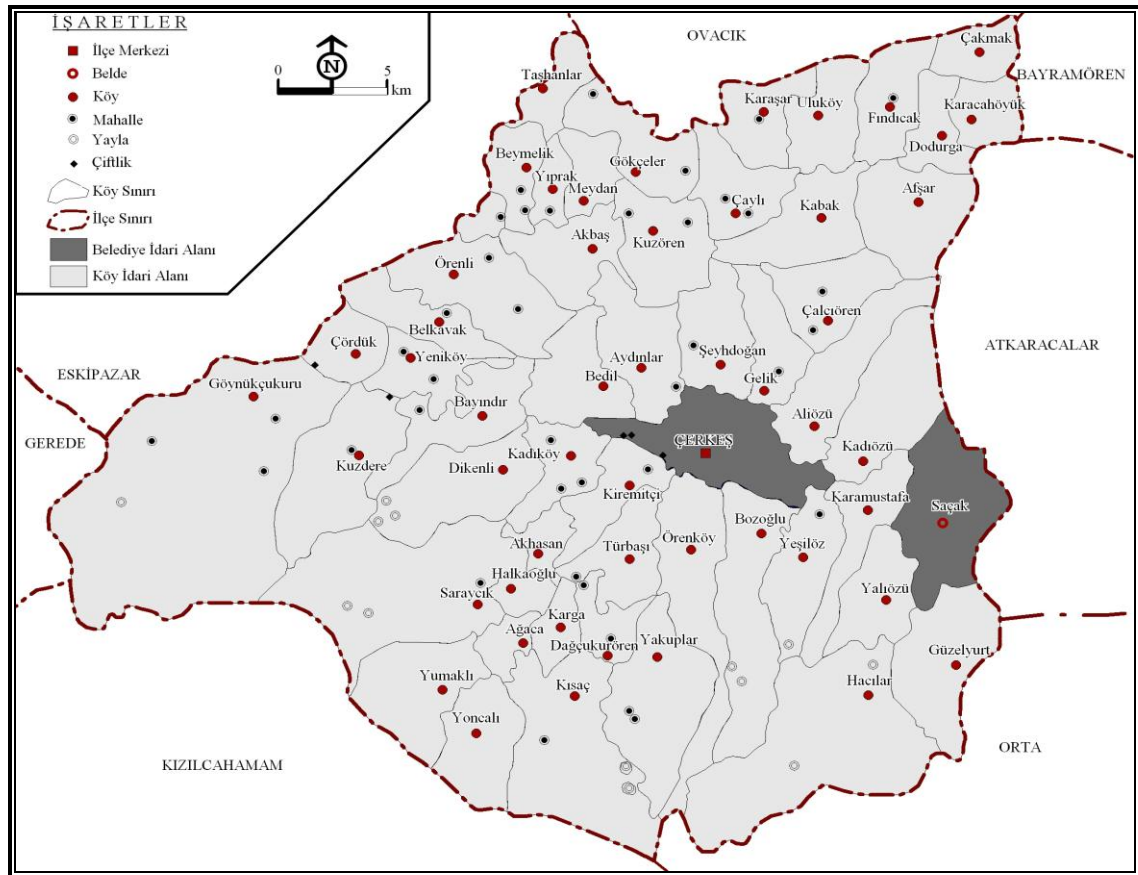 İŞARETLER
İlçe Merkezi
Belde
Köy
Mahalle
Yayla
Çiftlik
Köy Sınırı
İlçe Sınırı
Belediye İdari Alanı
Köy İdari Alanı
0 5
km
N
OVACIK
BAYRAMÖREN
ATKARACALAR
ORTA
KIZILCAHAMAM
GEREDE
ESKİPAZAR
Çakmak
Taşhanlar
Karaşar
Uluköy
Fındıcak
Karacahöyük
Dodurga
Beymelik
Yıprak
Meydan
Gökçeler
Çaylı
Kabak
Afşar
Akbaş
Kuzören
Örenli
Belkavak
Çalcıören
Çördük
Yeniköy
Aydınlar
Şeyhdoğan
Göynükçukuru
Bedil
Gelik
Bayındır
Aliözü
ÇERKEŞ
Kuzdere
Dikenli
Kadıköy
Kadıözü
Kiremitçi
Karamustafa
Saçak
Bozoğlu
Örenköy
Yeşilöz
Akhasan
Türbaşı
Halkaoğlu
Saraycık
Yalıözü
Karga
Ağaca
Dağçukurören
Yakuplar
Güzelyurt
Yumaklı
Kısaç
Hacılar
Yoncalı